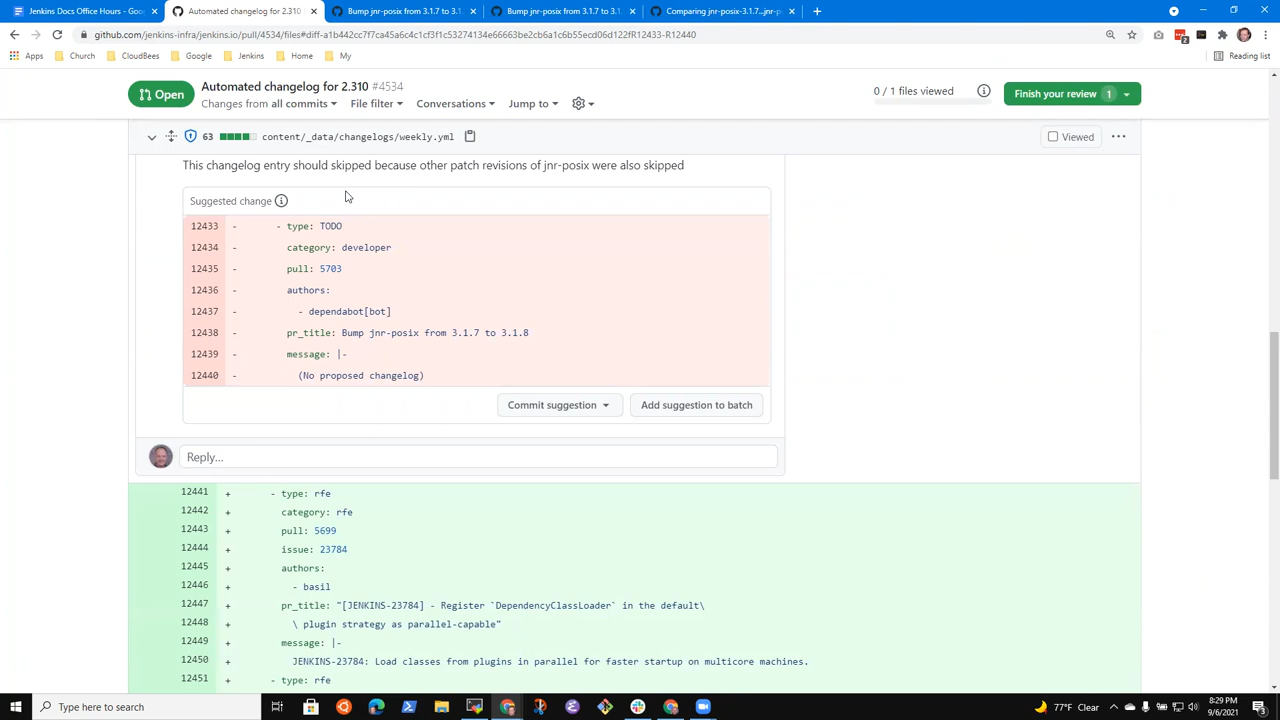 Jenkins Docs Office Hours - Goo
Automated changelog for 2.310
Bump jnr-posix from 3.1.7 to 3.1.
Bump jnr-posix from 3.1.7 to 3.1.
Comparing jnr-posix-3.1.7...jnr-p
github.com/jenkins-infra/jenkins.io/pull/4534/files#diff-a1b442cc7f7ca45a6c1cf3f1c53274134e66663be2cb6a1c6b55ecd06d122fR12433-R12440
Apps
Church
CloudBees
Google
Jenkins
Home
My
Reading list
Open
Automated changelog for 2.310 #4534
Changes from all commits
File filter
Conversations
Jump to
0 / 1 files viewed
Finish your review 1
63
content/_data/changelogs/weekly.yml
Viewed
This changelog entry should skipped because other patch revisions of jnr-posix were also skipped
Suggested change
12433 - - type: TODO
12434 - category: developer
12435 - pull: 5703
12436 - authors:
12437 - - dependabot[bot]
12438 - pr_title: Bump jnr-posix from 3.1.7 to 3.1.8
12439 - message: |-
12440 - (No proposed changelog)
Commit suggestion
Add suggestion to batch
Reply...
12441 + - type: rfe
12442 + category: rfe
12443 + pull: 5699
12444 + issue: 23784
12445 + authors:
12446 + - basil
12447 + pr_title: "[JENKINS-23784] - Register `DependencyClassLoader` in the default\
12448 + \ plugin strategy as parallel-capable"
12449 + message: |-
12450 + JENKINS-23784: Load classes from plugins in parallel for faster startup on multicore machines.
12451 + - type: rfe
Type here to search
77°F Clear
8:29 PM
9/6/2021